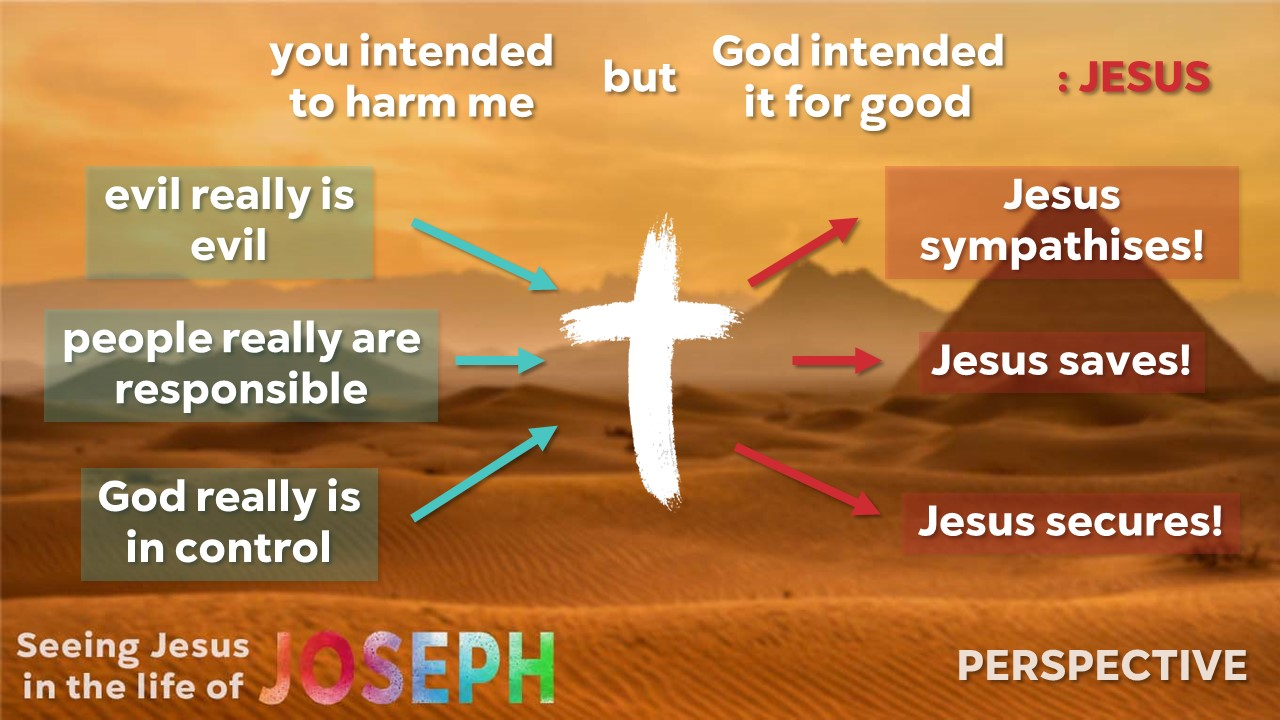 you intended
to harm me
but
God intended
it for good
: JESUS
evil really is
evil
people really are
responsible
God really is
in control
Jesus
sympathises!
Jesus saves!
Jesus secures!
Seeing Jesus
in the life of
JOSEPH
PERSPECTIVE